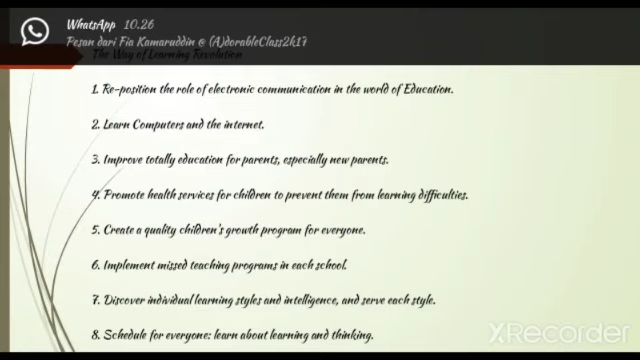 WhatsApp 10.26
Pesan dari Fia Kamaruddin @ (A)dorableClass2k17
The Way of Learning Revolution
1. Re-position the role of electronic communication in the world of Education.
2. Learn Computers and the internet.
3. Improve totally education for parents, especially new parents.
4. Promote health services for children to prevent them from learning difficulties.
5. Create a quality children's growth program for everyone.
6. Implement missed teaching programs in each school.
7. Discover individual learning styles and intelligence, and serve each style.
8. Schedule for everyone: learn about learning and thinking.
XRecorder